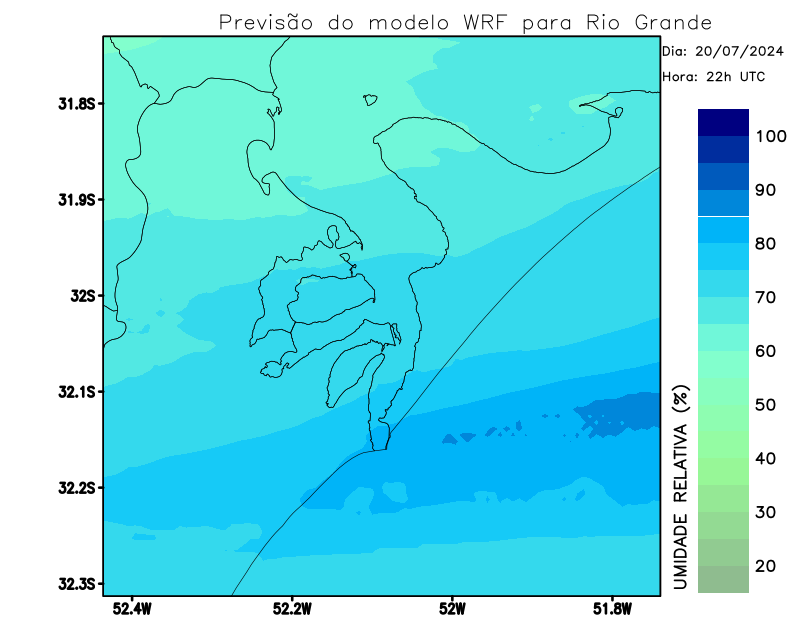 Previsão do modelo WRF para Rio Grande
Dia: 20/07/2024
Hora: 22h UTC
31.8S
31.9S
32S
32.1S
32.2S
32.3S
52.4W
52.2W
52W
51.8W
UMIDADE RELATIVA (%)
100
90
80
70
60
50
40
30
20